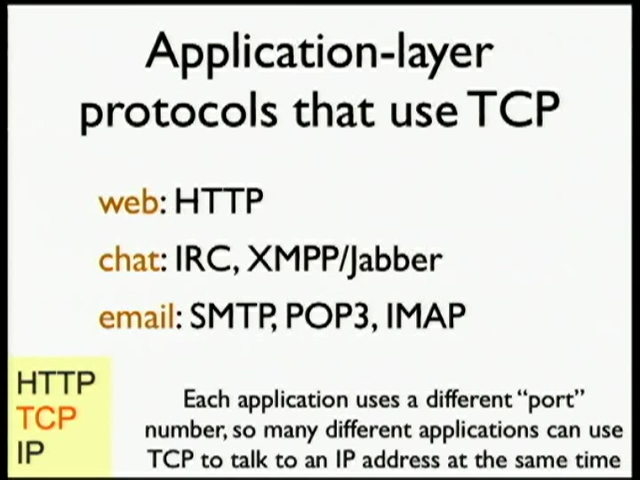 Application-layer
protocols that use TCP
web: HTTP
chat: IRC, XMPP/Jabber
email: SMTP, POP3, IMAP
HTTP
TCP
IP
Each application uses a different “port”
number, so many different applications can use
TCP to talk to an IP address at the same time